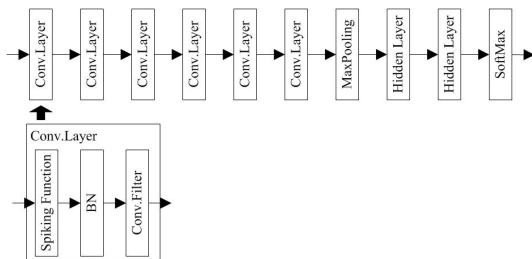 Conv.Layer
Conv.Layer
Conv.Layer
Conv.Layer
Conv.Layer
Conv.Layer
MaxPooling
Hidden Layer
Hidden Layer
SoftMax
Conv.Layer
Spiking Function
BN
Conv.Filter